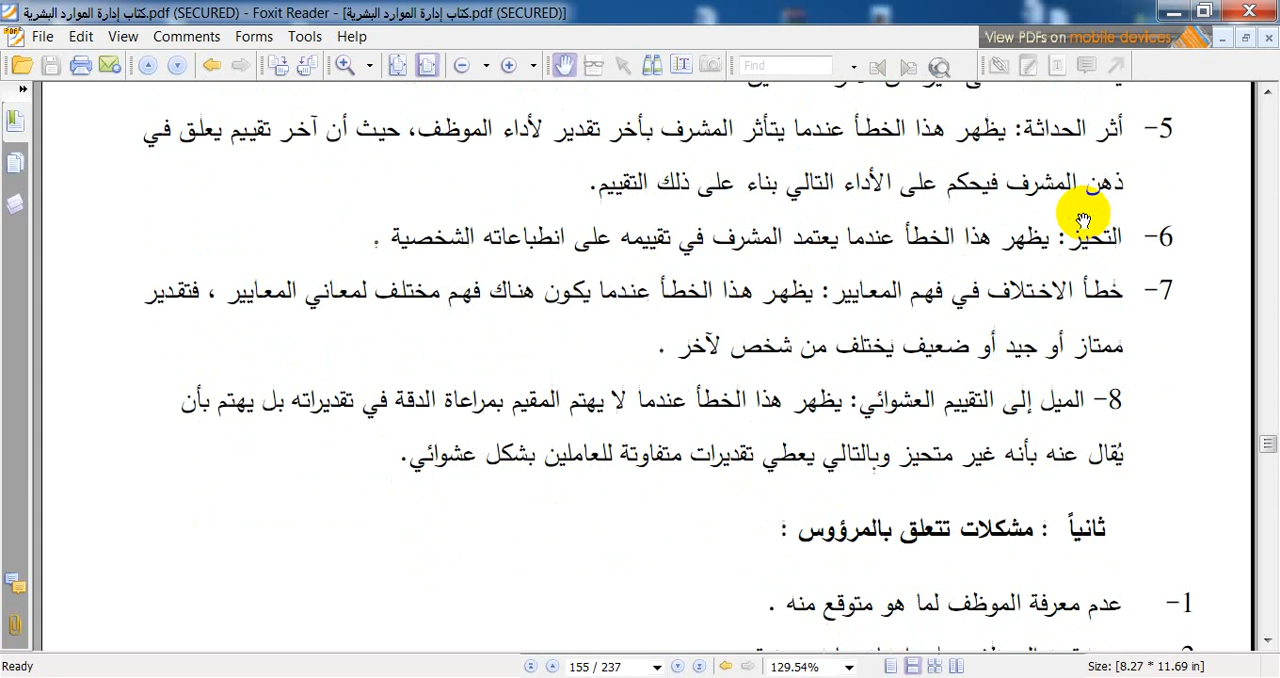 كتاب إدارة الموارد البشرية.pdf (SECURED) - Foxit Reader - [كتاب إدارة الموارد البشرية.pdf (SECURED)]
File Edit View Comments Forms Tools Help
View PDFs on mobile devices
Find
5- أثر الحداثة: يظهر هذا الخطأ عندما يتأثر المشرف بأخر تقدير لأداء الموظف، حيث أن آخر تقييم يعلق في
ذهن المشرف فيحكم على الأداء التالي بناء على ذلك التقييم.
6- التحيز: يظهر هذا الخطأ عندما يعتمد المشرف في تقييمه على انطباعاته الشخصية .
7- خطأ الاختلاف في فهم المعايير: يظهر هذا الخطأ عندما يكون هناك فهم مختلف لمعاني المعايير ، فتقدير
ممتاز أو جيد أو ضعيف يختلف من شخص لآخر .
8- الميل إلى التقييم العشوائي: يظهر هذا الخطأ عندما لا يهتم المقيم بمراعاة الدقة في تقديراته بل يهتم بأن
يُقال عنه بأنه غير متحيز وبالتالي يعطي تقديرات متفاوتة للعاملين بشكل عشوائي.
ثانياً : مشكلات تتعلق بالمرؤوس :
1- عدم معرفة الموظف لما هو متوقع منه .
Ready 155 / 237 129.54% Size: [8.27 * 11.69 in]